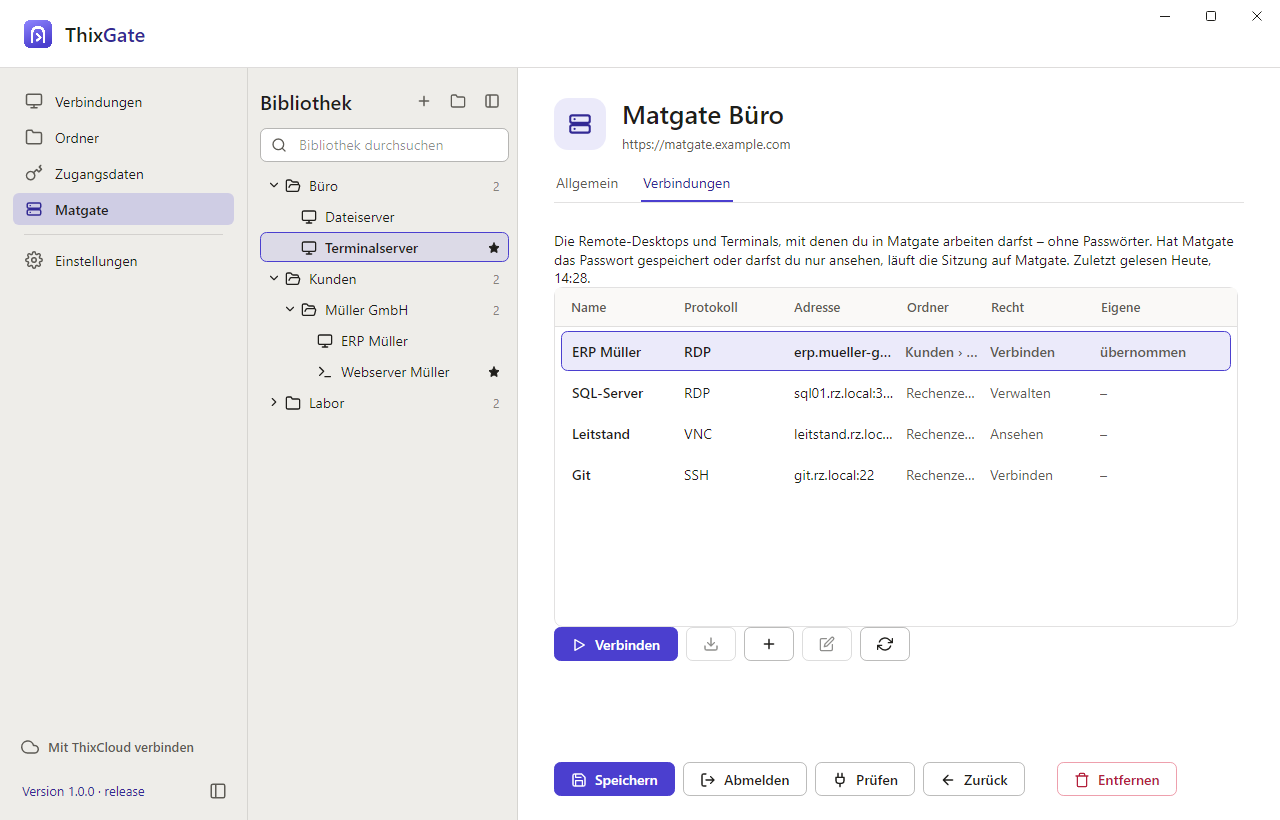 ThixGate
Verbindungen
Ordner
Zugangsdaten
Matgate
Einstellungen
Mit ThixCloud verbinden
Version 1.0.0 · release
Bibliothek
Bibliothek durchsuchen
Büro 2
Dateiserver
Terminalserver
Kunden 2
Müller GmbH 2
ERP Müller
Webserver Müller
Labor 2
Matgate Büro
https://matgate.example.com
Allgemein Verbindungen
Die Remote-Desktops und Terminals, mit denen du in Matgate arbeiten darfst – ohne Passwörter. Hat Matgate
das Passwort gespeichert oder darfst du nur ansehen, läuft die Sitzung auf Matgate. Zuletzt gelesen Heute,
14:28.
Name Protokoll Adresse Ordner Recht Eigene
ERP Müller RDP erp.mueller-g... Kunden › ... Verbinden übernommen
SQL-Server RDP sql01.rz.local:3... Rechenze... Verwalten –
Leitstand VNC leitstand.rz.loc... Rechenze... Ansehen –
Git SSH git.rz.local:22 Rechenze... Verbinden –
Verbinden
Speichern Abmelden Prüfen Zurück Entfernen